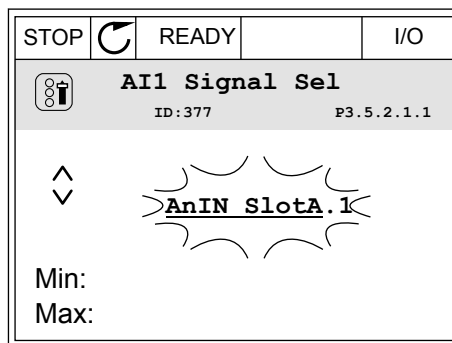 STOP READY I/O
AI1 Signal Sel
ID:377 P3.5.2.1.1
AnIN SlotA.1
Min:
Max: